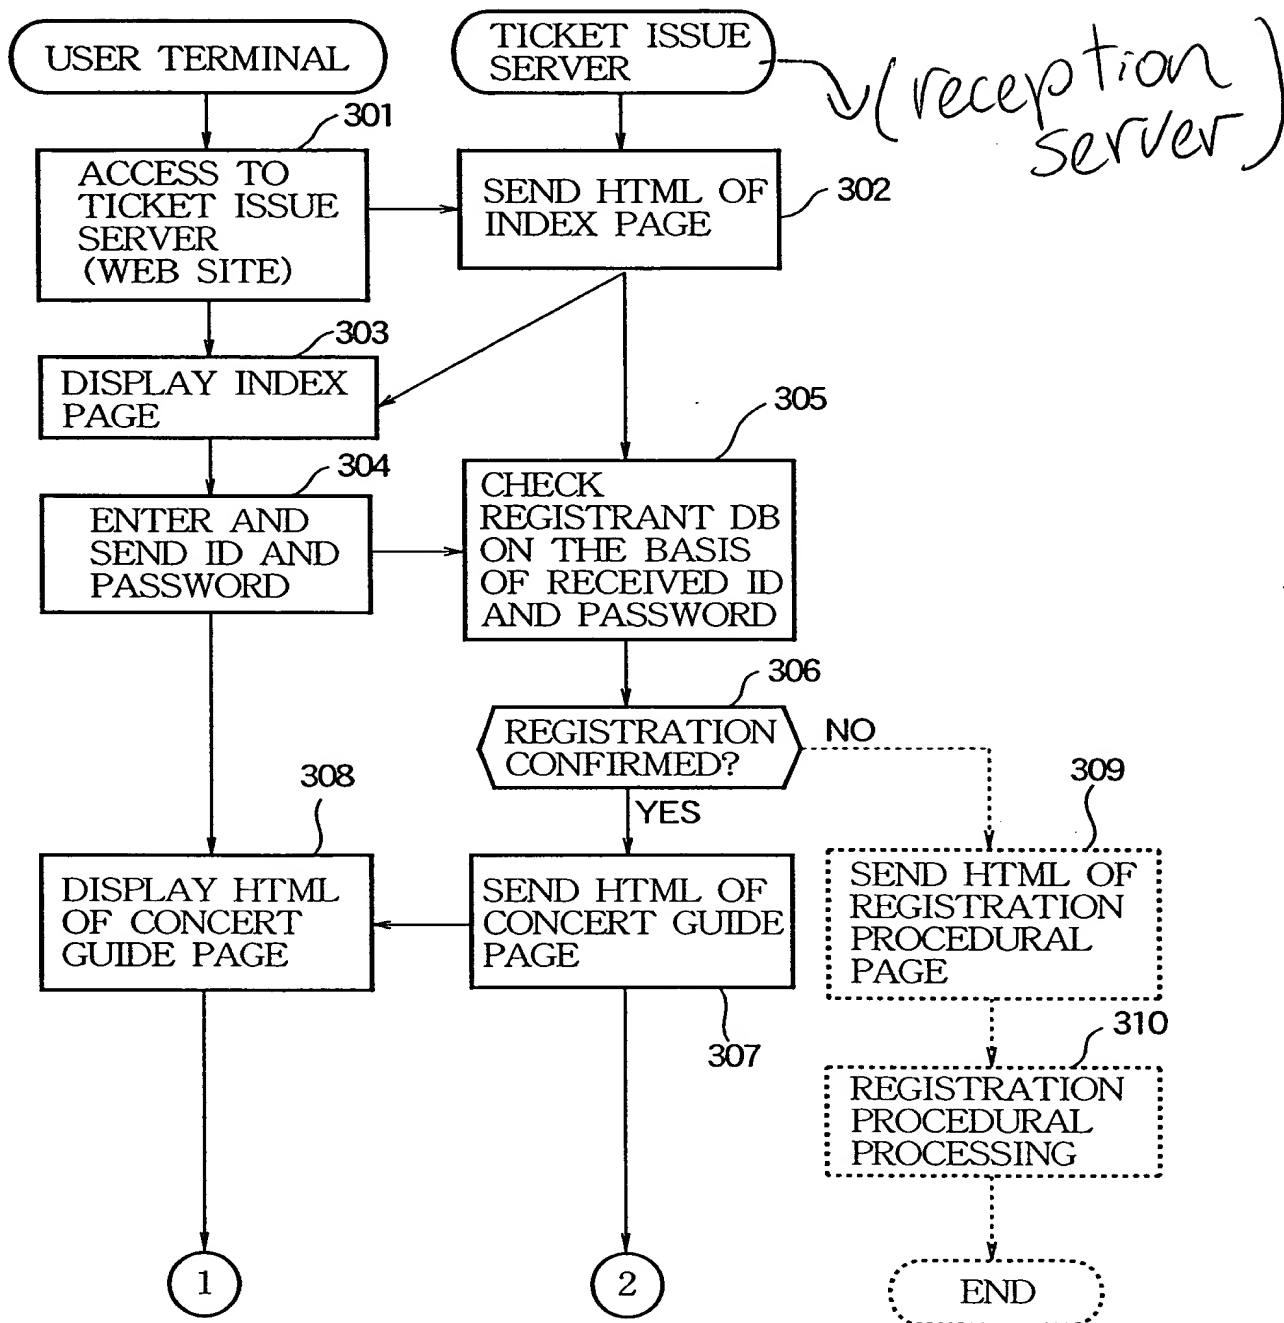 USER TERMINAL
TICKET ISSUE
SERVER
(reception
server)
301
ACCESS TO
TICKET ISSUE
SERVER
(WEB SITE)
SEND HTML OF
INDEX PAGE
302
303
DISPLAY INDEX
PAGE
304
ENTER AND
SEND ID AND
PASSWORD
305
CHECK
REGISTRANT DB
ON THE BASIS
OF RECEIVED ID
AND PASSWORD
306
REGISTRATION
CONFIRMED?
NO
YES
308
DISPLAY HTML
OF CONCERT
GUIDE PAGE
SEND HTML OF
CONCERT GUIDE
PAGE
307
309
SEND HTML OF
REGISTRATION
PROCEDURAL
PAGE
310
REGISTRATION
PROCEDURAL
PROCESSING
1
2
END